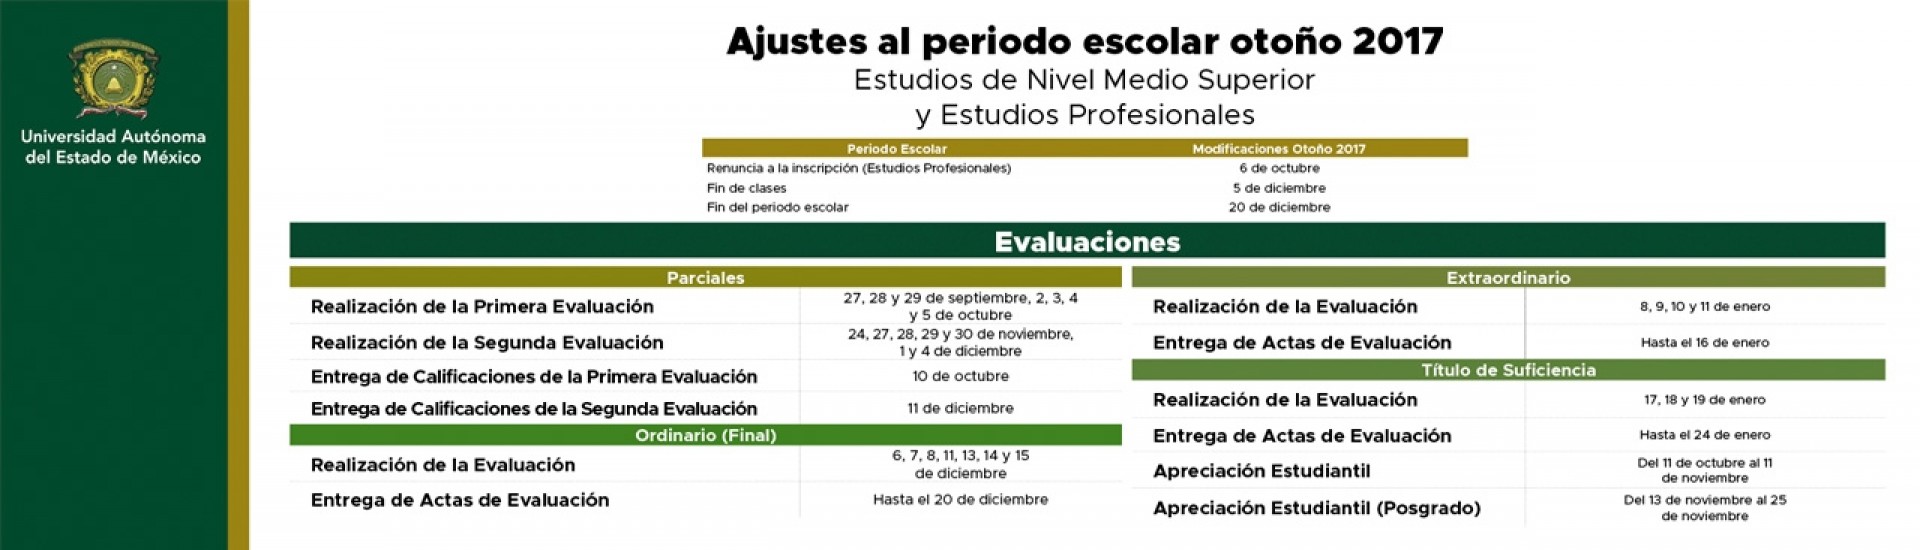 Universidad Autónoma
del Estado de México
Ajustes al periodo escolar otoño 2017
Estudios de Nivel Medio Superior
y Estudios Profesionales
Periodo Escolar Modificaciones Otoño 2017
Renuncia a la inscripción (Estudios Profesionales) 6 de octubre
Fin de clases 5 de diciembre
Fin del periodo escolar 20 de diciembre
Evaluaciones
Parciales
Realización de la Primera Evaluación
27, 28 y 29 de septiembre, 2, 3, 4
y 5 de octubre
Realización de la Segunda Evaluación
24, 27, 28, 29 y 30 de noviembre,
1 y 4 de diciembre
Entrega de Calificaciones de la Primera Evaluación 10 de octubre
Entrega de Calificaciones de la Segunda Evaluación 11 de diciembre
Ordinario (Final)
Realización de la Evaluación
6, 7, 8, 11, 13, 14 y 15
de diciembre
Entrega de Actas de Evaluación Hasta el 20 de diciembre
Extraordinario
Realización de la Evaluación 8, 9, 10 y 11 de enero
Entrega de Actas de Evaluación Hasta el 16 de enero
Título de Suficiencia
Realización de la Evaluación 17, 18 y 19 de enero
Entrega de Actas de Evaluación Hasta el 24 de enero
Apreciación Estudiantil
Del 11 de octubre al 11
de noviembre
Apreciación Estudiantil (Posgrado)
Del 13 de noviembre al 25
de noviembre